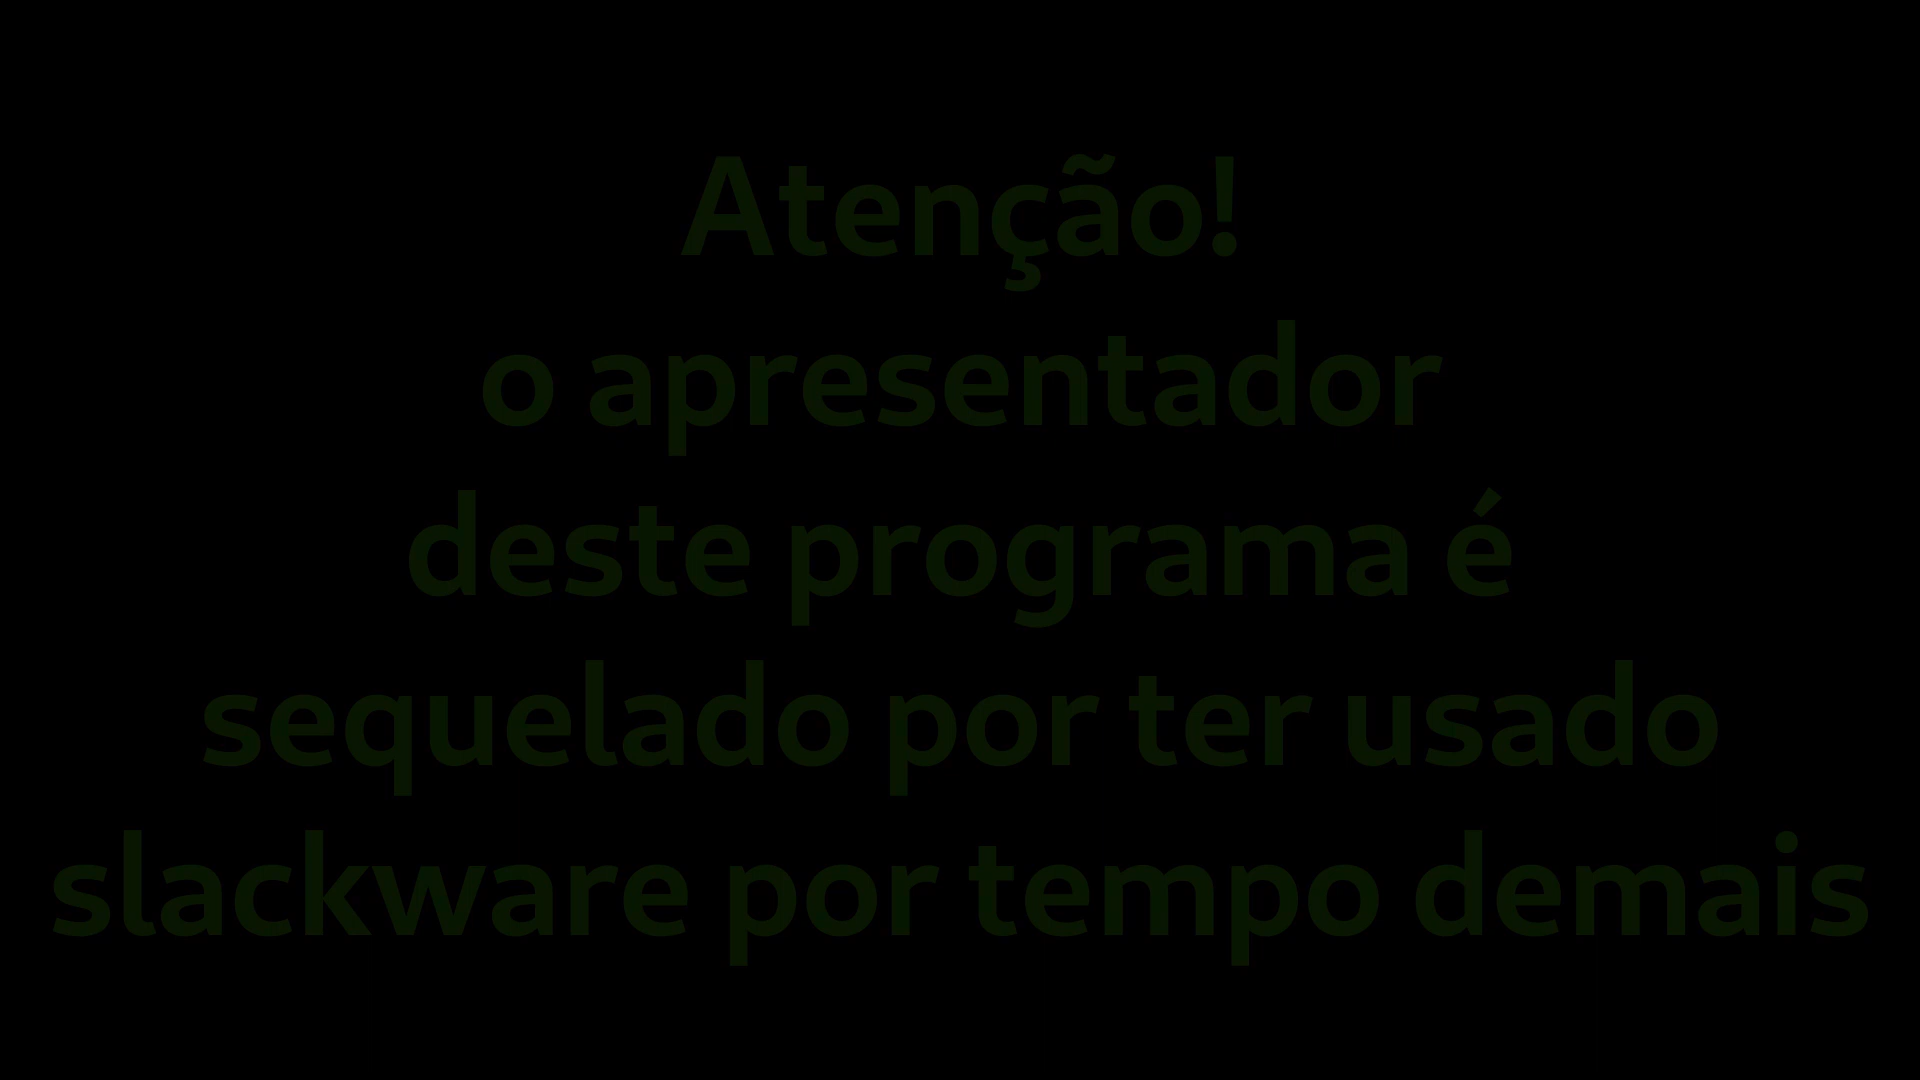 Atenção!
o apresentador
deste programa é
sequelado por ter usado
slackware por tempo demais